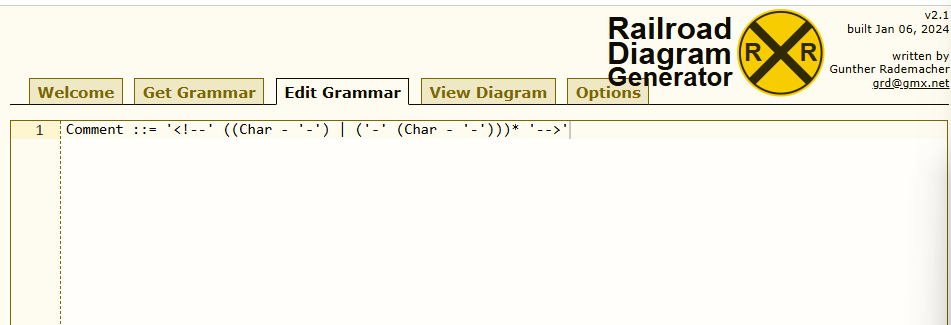 Railroad
Diagram
Generator
R R
v2.1
built Jan 06, 2024
written by
Gunther Rademacher
grd@gmx.net
Welcome
Get Grammar
Edit Grammar
View Diagram
Options
1 Comment ::= '<!--' ((Char - '-') | ('-' (Char - '-')))* '-->'